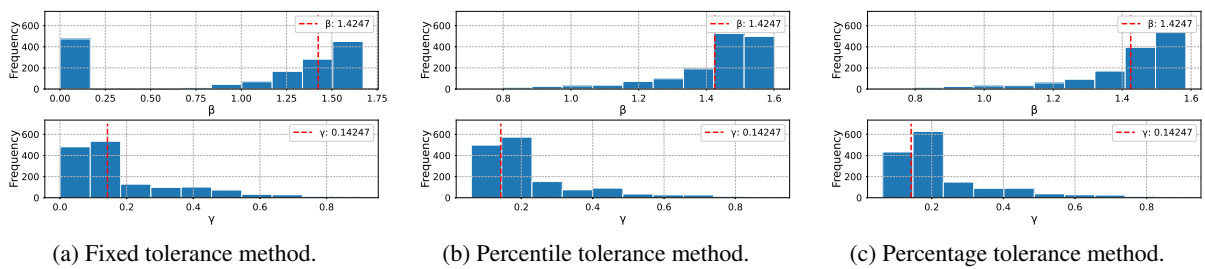 Frequency
600
400
200
0
β: 1.4247
0.00 0.25 0.50 0.75 1.00 1.25 1.50 1.75
β
Frequency
600
400
200
0
γ: 0.14247
0.0 0.2 0.4 0.6 0.8
γ
(a) Fixed tolerance method.
Frequency
600
400
200
0
β: 1.4247
0.8 1.0 1.2 1.4 1.6
β
Frequency
600
400
200
0
γ: 0.14247
0.2 0.4 0.6 0.8
γ
(b) Percentile tolerance method.
Frequency
600
400
200
0
β: 1.4247
0.8 1.0 1.2 1.4 1.6
β
Frequency
600
400
200
0
γ: 0.14247
0.2 0.4 0.6 0.8
γ
(c) Percentage tolerance method.